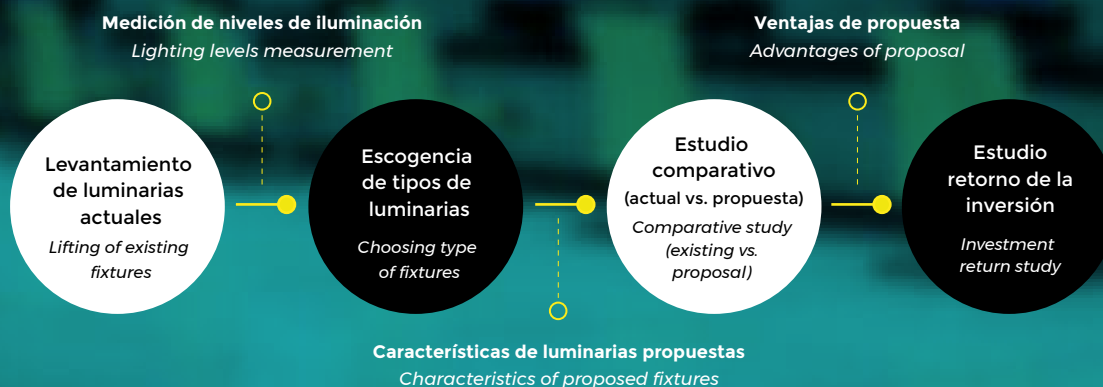 Medición de niveles de iluminación
Lighting levels measurement
Ventajas de propuesta
Advantages of proposal
Levantamiento
de luminarias
actuales
Lifting of existing
fixtures
Escogencia
de tipos de
luminarias
Choosing type
of fixtures
Estudio
comparativo
(actual vs. propuesta)
Comparative study
(existing vs.
proposal)
Estudio
retorno de la
inversión
Investment
return study
Características de luminarias propuestas
Characteristics of proposed fixtures